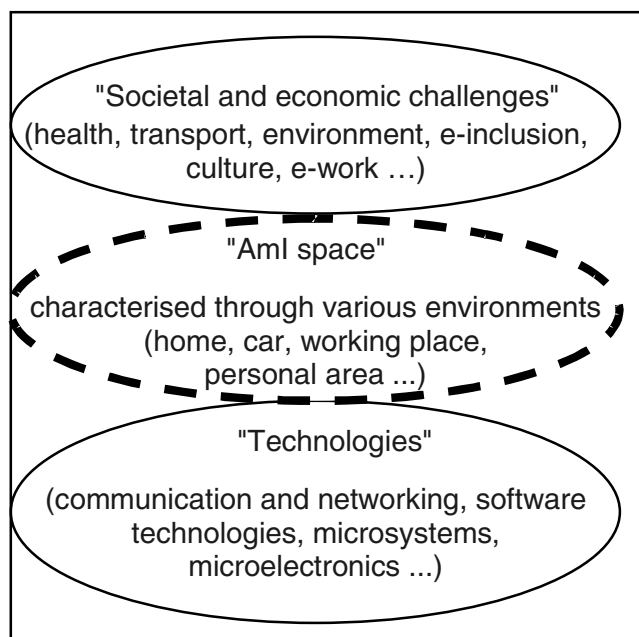 "Societal and economic challenges"
(health, transport, environment, e-inclusion,
culture, e-work …)
"AmI space"
characterised through various environments
(home, car, working place,
personal area ...)
"Technologies"
(communication and networking, software
technologies, microsystems,
microelectronics ...)